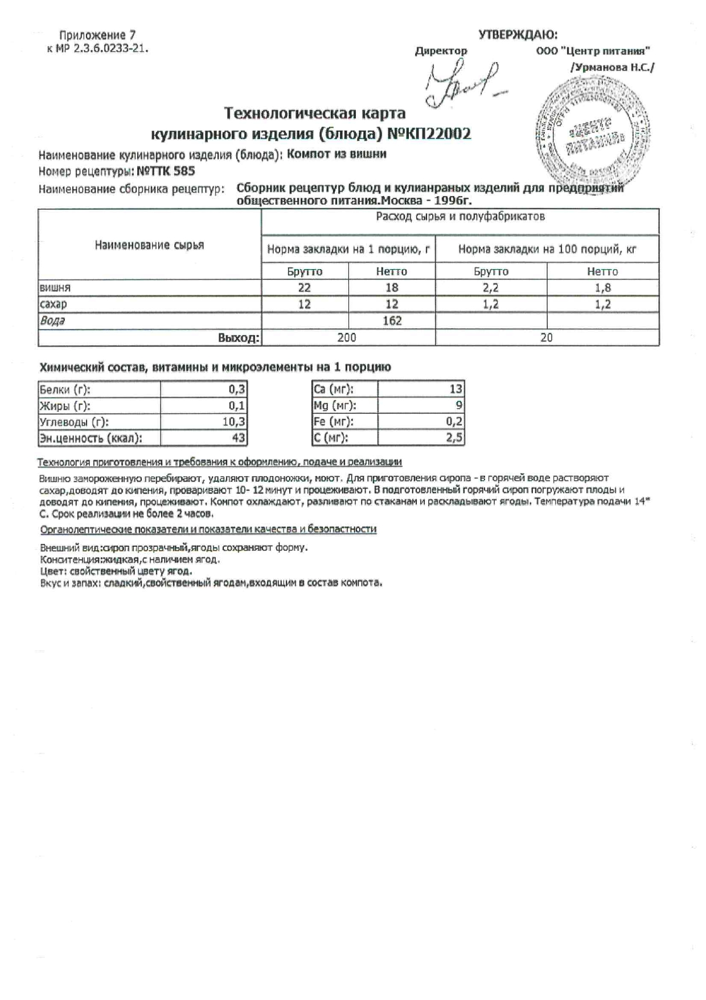 Приложение 7
к МР 2.3.6.0233-21.
УТВЕРЖДАЮ:
Директор ООО "Центр питания"
/Урманова Н.С./
«ЦЕНТР
ПИТАНИЯ»
Технологическая карта
кулинарного изделия (блюда) №КП22002
Наименование кулинарного изделия (блюда): Компот из вишни
Номер рецептуры: №ТТК 585
Наименование сборника рецептур: Сборник рецептур блюд и кулианраных изделий для предприятий
общественного питания.Москва - 1996г.
Наименование сырья
Расход сырья и полуфабрикатов
Норма закладки на 1 порцию, г Норма закладки на 100 порций, кг
Брутто Нетто Брутто Нетто
вишня 22 18 2,2 1,8
сахар 12 12 1,2 1,2
Вода 162
Выход: 200 20
Химический состав, витамины и микроэлементы на 1 порцию
Белки (г): 0,3 Ca (мг): 13
Жиры (г): 0,1 Mg (мг): 9
Углеводы (г): 10,3 Fe (мг): 0,2
Эн.ценность (ккал): 43 C (мг): 2,5
Технология приготовления и требования к оформлению, подаче и реализации
Вишню замороженную перебирают, удаляют плодоножки, моют. Для приготовления сиропа - в горячей воде растворяют
сахар,доводят до кипения, проваривают 10- 12 минут и процеживают. В подготовленный горячий сироп погружают плоды и
доводят до кипения, процеживают. Компот охлаждают, разливают по стаканам и раскладывают ягоды. Температура подачи 14*
С. Срок реализации не более 2 часов.
Органолептические показатели и показатели качества и безопастности
Внешний вид:сироп прозрачный,ягоды сохраняют форму.
Конситенция:жидкая,с наличием ягод.
Цвет: свойственный цвету ягод.
Вкус и запах: сладкий,свойственный ягодам,входящим в состав компота.